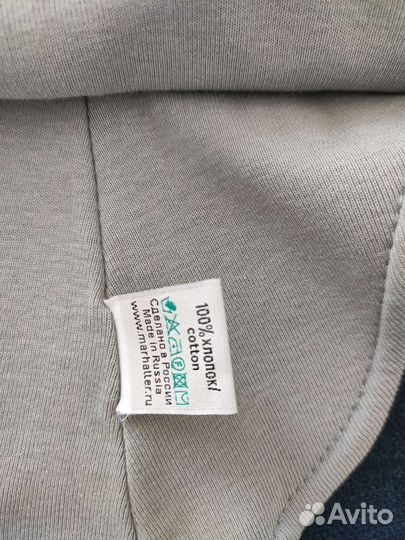 100% хлопок/
cotton
Сделано в России
Made in Russia
www.marhatter.ru
Avito